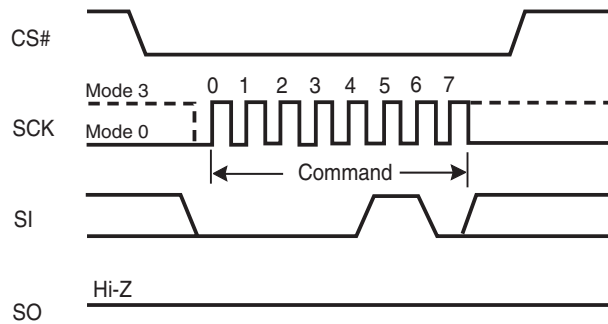 CS#
Mode 3
0 1 2 3 4 5 6 7
SCK
Mode 0
Command
SI
Hi-Z
SO